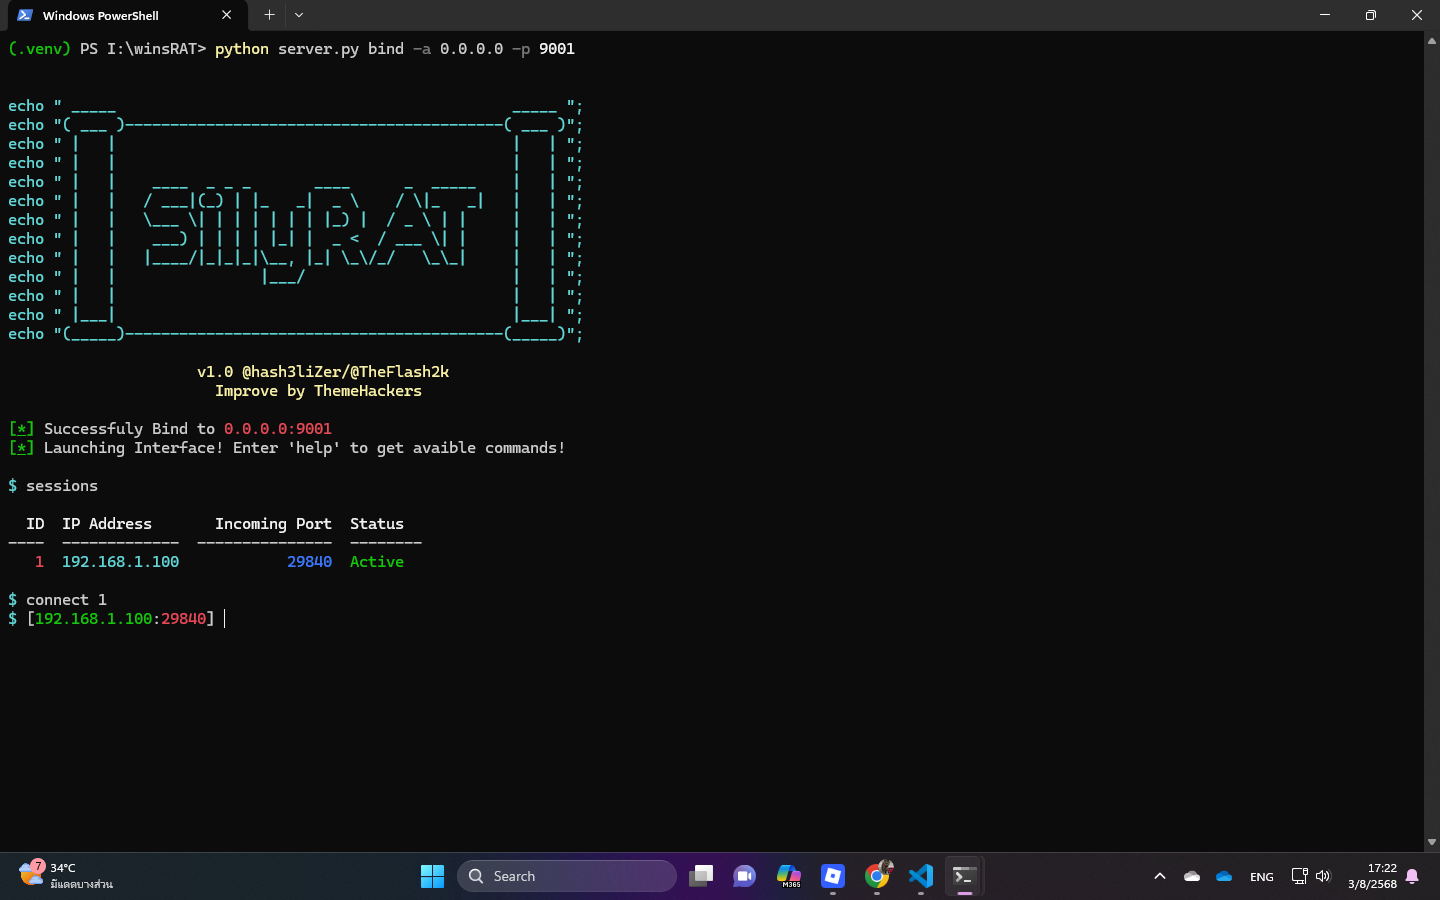 Windows PowerShell
(.venv) PS I:\winsRAT> python server.py bind -a 0.0.0.0 -p 9001
echo " _____                                            _____ ";
echo "( ___ )------------------------------------------( ___ )";
echo " |   |                                            |   | ";
echo " |   |                                            |   | ";
echo " |   |    ____  _ _ _       ____      _  _____    |   | ";
echo " |   |   / ___|(_) | |_   _|  _ \    / \|_   _|   |   | ";
echo " |   |   \___ \| | | | | | | |_) |  / _ \ | |     |   | ";
echo " |   |    ___) | | | | |_| |  _ <  / ___ \| |     |   | ";
echo " |   |   |____/|_|_|_|\__, |_| \_\/_/   \_\_|     |   | ";
echo " |   |                |___/                       |   | ";
echo " |   |                                            |   | ";
echo " |___|                                            |___| ";
echo "(_____)------------------------------------------(_____)";
v1.0 @hash3liZer/@TheFlash2k
Improve by ThemeHackers
[*] Successfuly Bind to 0.0.0.0:9001
[*] Launching Interface! Enter 'help' to get avaible commands!
$ sessions
ID  IP Address       Incoming Port  Status
----  -------------  ---------------  --------
1  192.168.1.100            29840  Active
$ connect 1
$ [192.168.1.100:29840]
7
34°C
มีแดดบางส่วน
Search
M365
ENG
17:22
3/8/2568